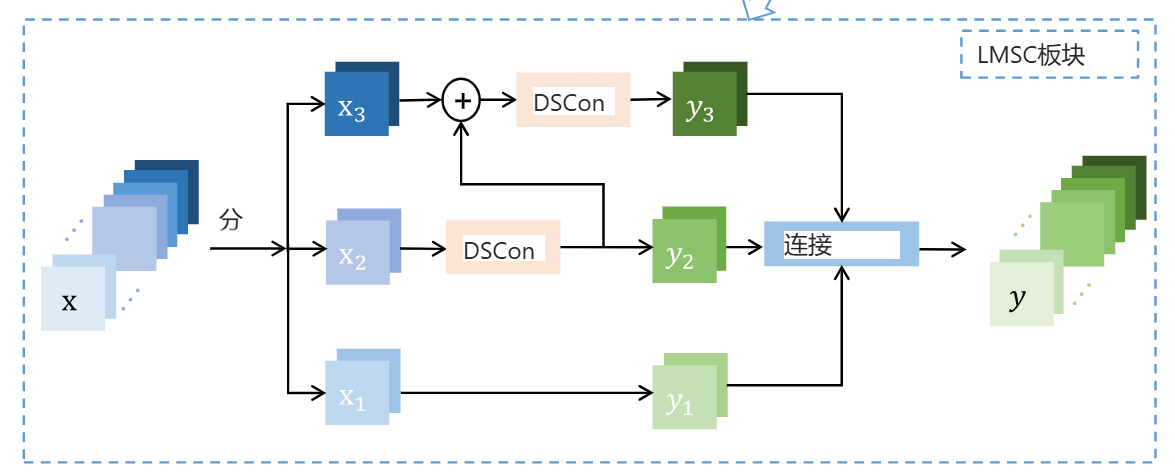 LMSC板块
x₃
+
DSCon
y₃
分
x
x₂
DSCon
y₂
连接
y
x₁
y₁